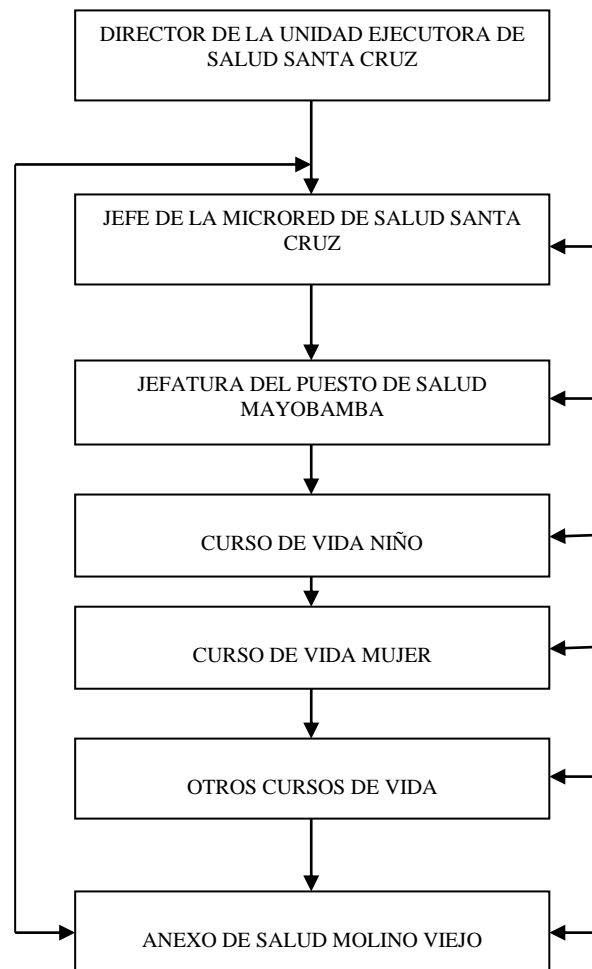 DIRECTOR DE LA UNIDAD EJECUTORA DE
SALUD SANTA CRUZ
JEFE DE LA MICRORED DE SALUD SANTA
CRUZ
JEFATURA DEL PUESTO DE SALUD
MAYOBAMBA
CURSO DE VIDA NIÑO
CURSO DE VIDA MUJER
OTROS CURSOS DE VIDA
ANEXO DE SALUD MOLINO VIEJO